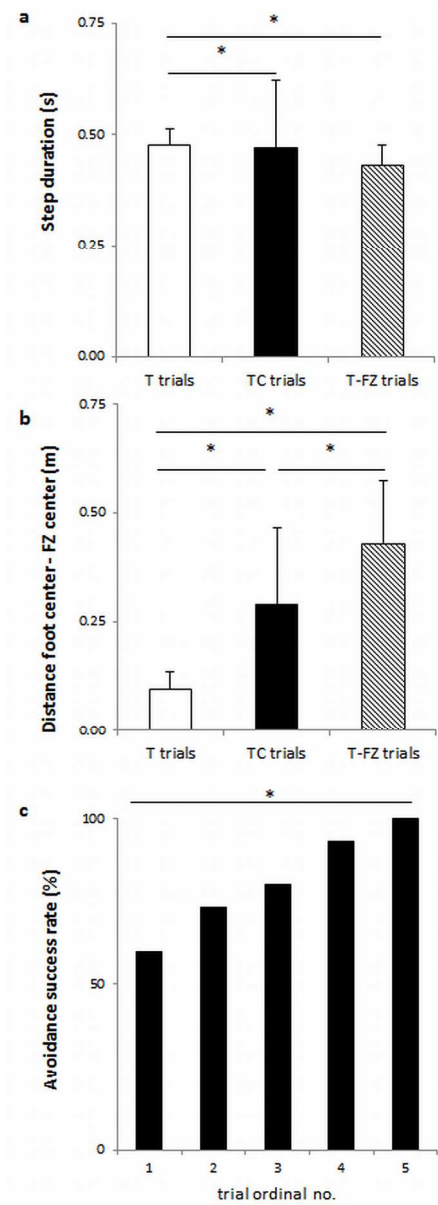 a
0.75
*
*
0.50
0.25
0.00
Step duration (s)
T trials TC trials T-FZ trials
b
0.75
*
* *
0.50
0.25
0.00
Distance foot center - FZ center (m)
T trials TC trials T-FZ trials
c
*
100
50
0
Avoidance success rate (%)
1 2 3 4 5
trial ordinal no.